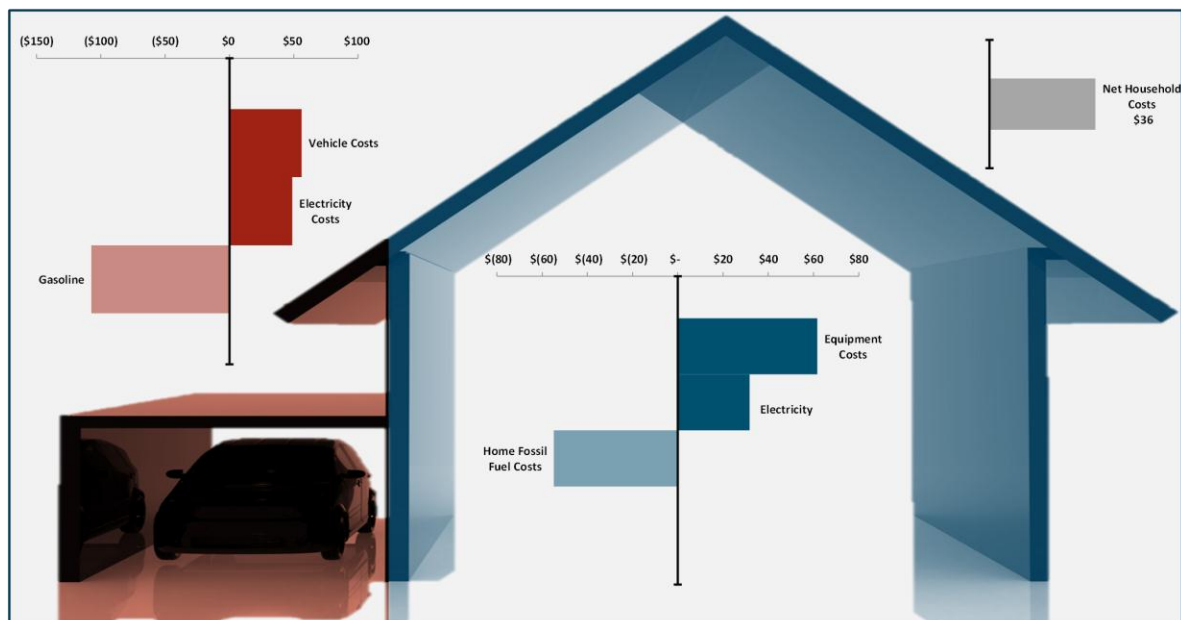 ($150) ($100) ($50) $0 $50 $100
Vehicle Costs
Electricity
Costs
Gasoline
Net Household
Costs
$36
$(80) $(60) $(40) $(20) $- $20 $40 $60 $80
Equipment
Costs
Electricity
Home Fossil
Fuel Costs